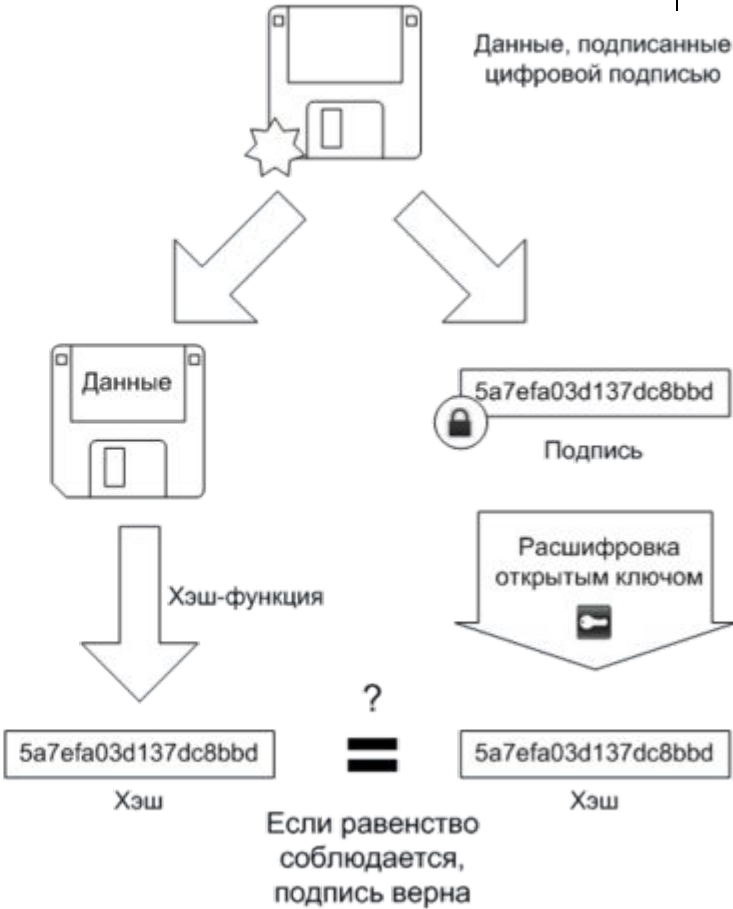 Данные, подписанные
цифровой подписью
Данные
5a7efa03d137dc8bbd
Подпись
Хэш-функция
Расшифровка
открытым ключом
5a7efa03d137dc8bbd
Хэш
?
=
5a7efa03d137dc8bbd
Хэш
Если равенство
соблюдается,
подпись верна